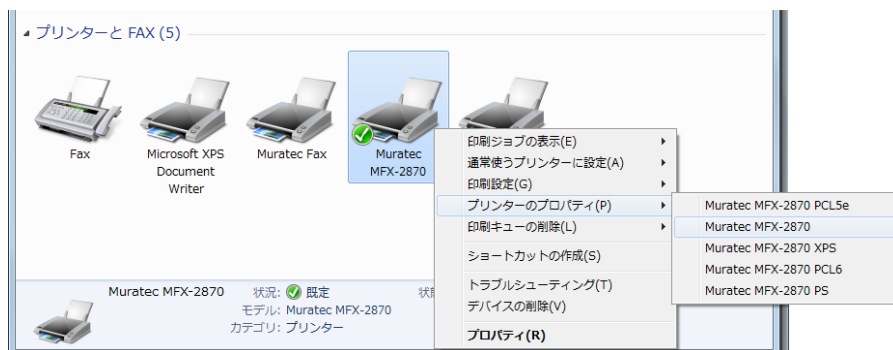 プリンターと FAX (5)
Fax
Microsoft XPS
Document
Writer
Muratec Fax
Muratec
MFX-2870
印刷ジョブの表示(E)
通常使うプリンターに設定(A)
印刷設定(G)
プリンターのプロパティ(P)
印刷キューの削除(L)
ショートカットの作成(S)
トラブルシューティング(T)
デバイスの削除(V)
プロパティ(R)
Muratec MFX-2870 PCL5e
Muratec MFX-2870
Muratec MFX-2870 XPS
Muratec MFX-2870 PCL6
Muratec MFX-2870 PS
Muratec MFX-2870 状況: 既定 状
モデル: Muratec MFX-2870
カテゴリ: プリンター